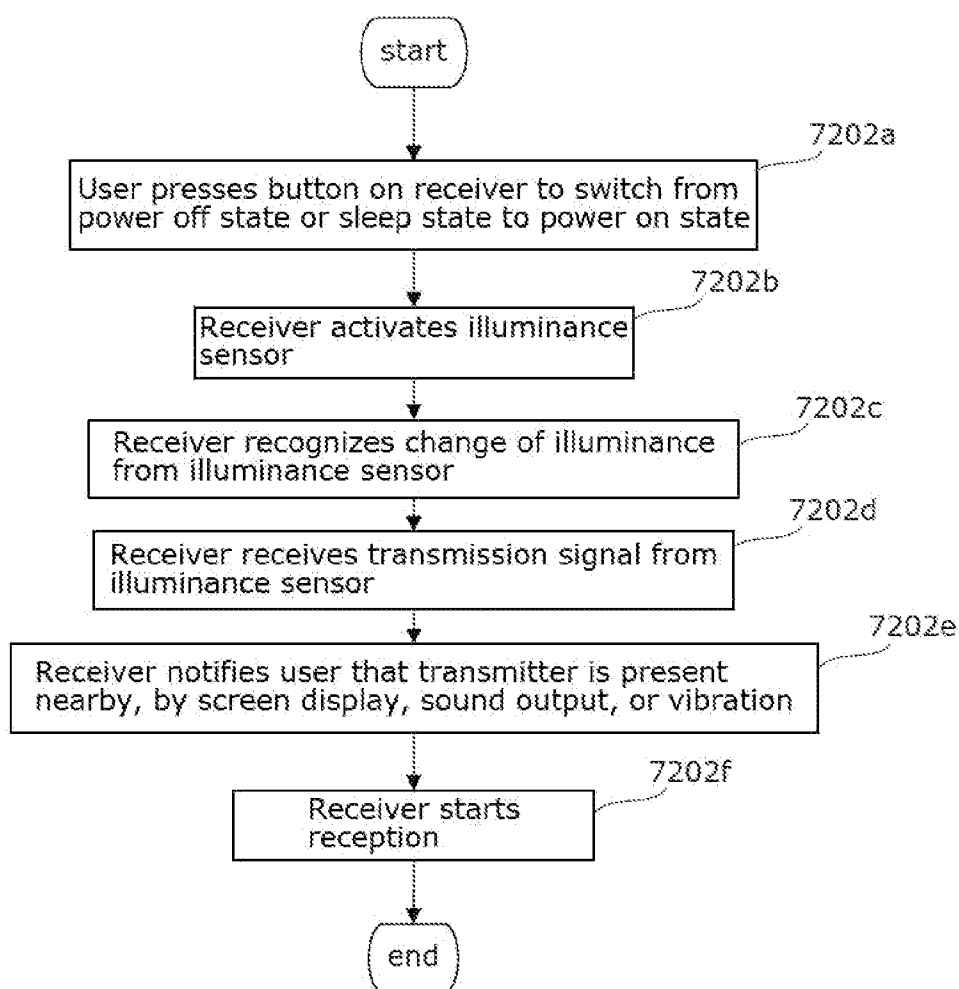 start
7202a
User presses button on receiver to switch from
power off state or sleep state to power on state
7202b
Receiver activates illuminance
sensor
7202c
Receiver recognizes change of illuminance
from illuminance sensor
7202d
Receiver receives transmission signal from
illuminance sensor
7202e
Receiver notifies user that transmitter is present
nearby, by screen display, sound output, or vibration
7202f
Receiver starts
reception
end